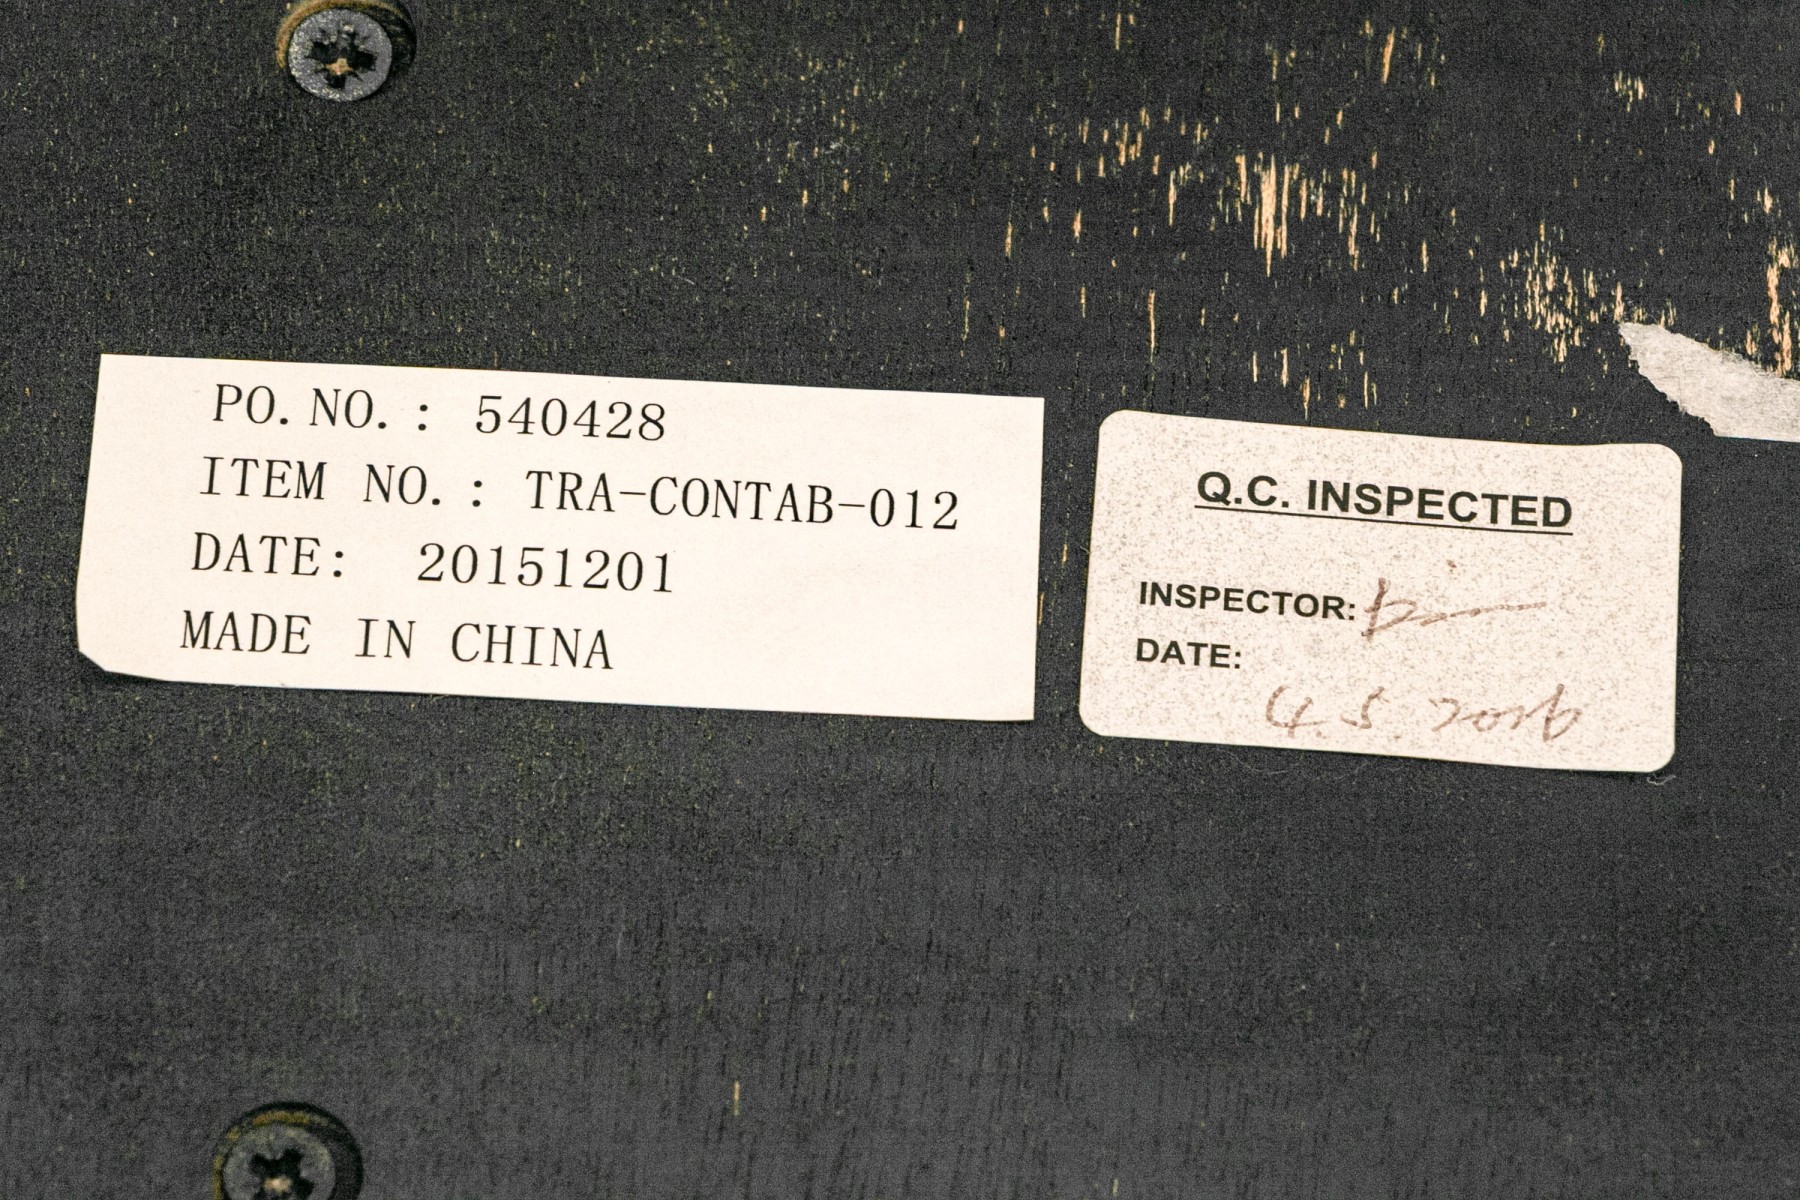 PO. NO. : 540428
ITEM NO. : TRA-CONTAB-012
DATE: 20151201
MADE IN CHINA
Q.C. INSPECTED
INSPECTOR:
DATE:
4.5.2016